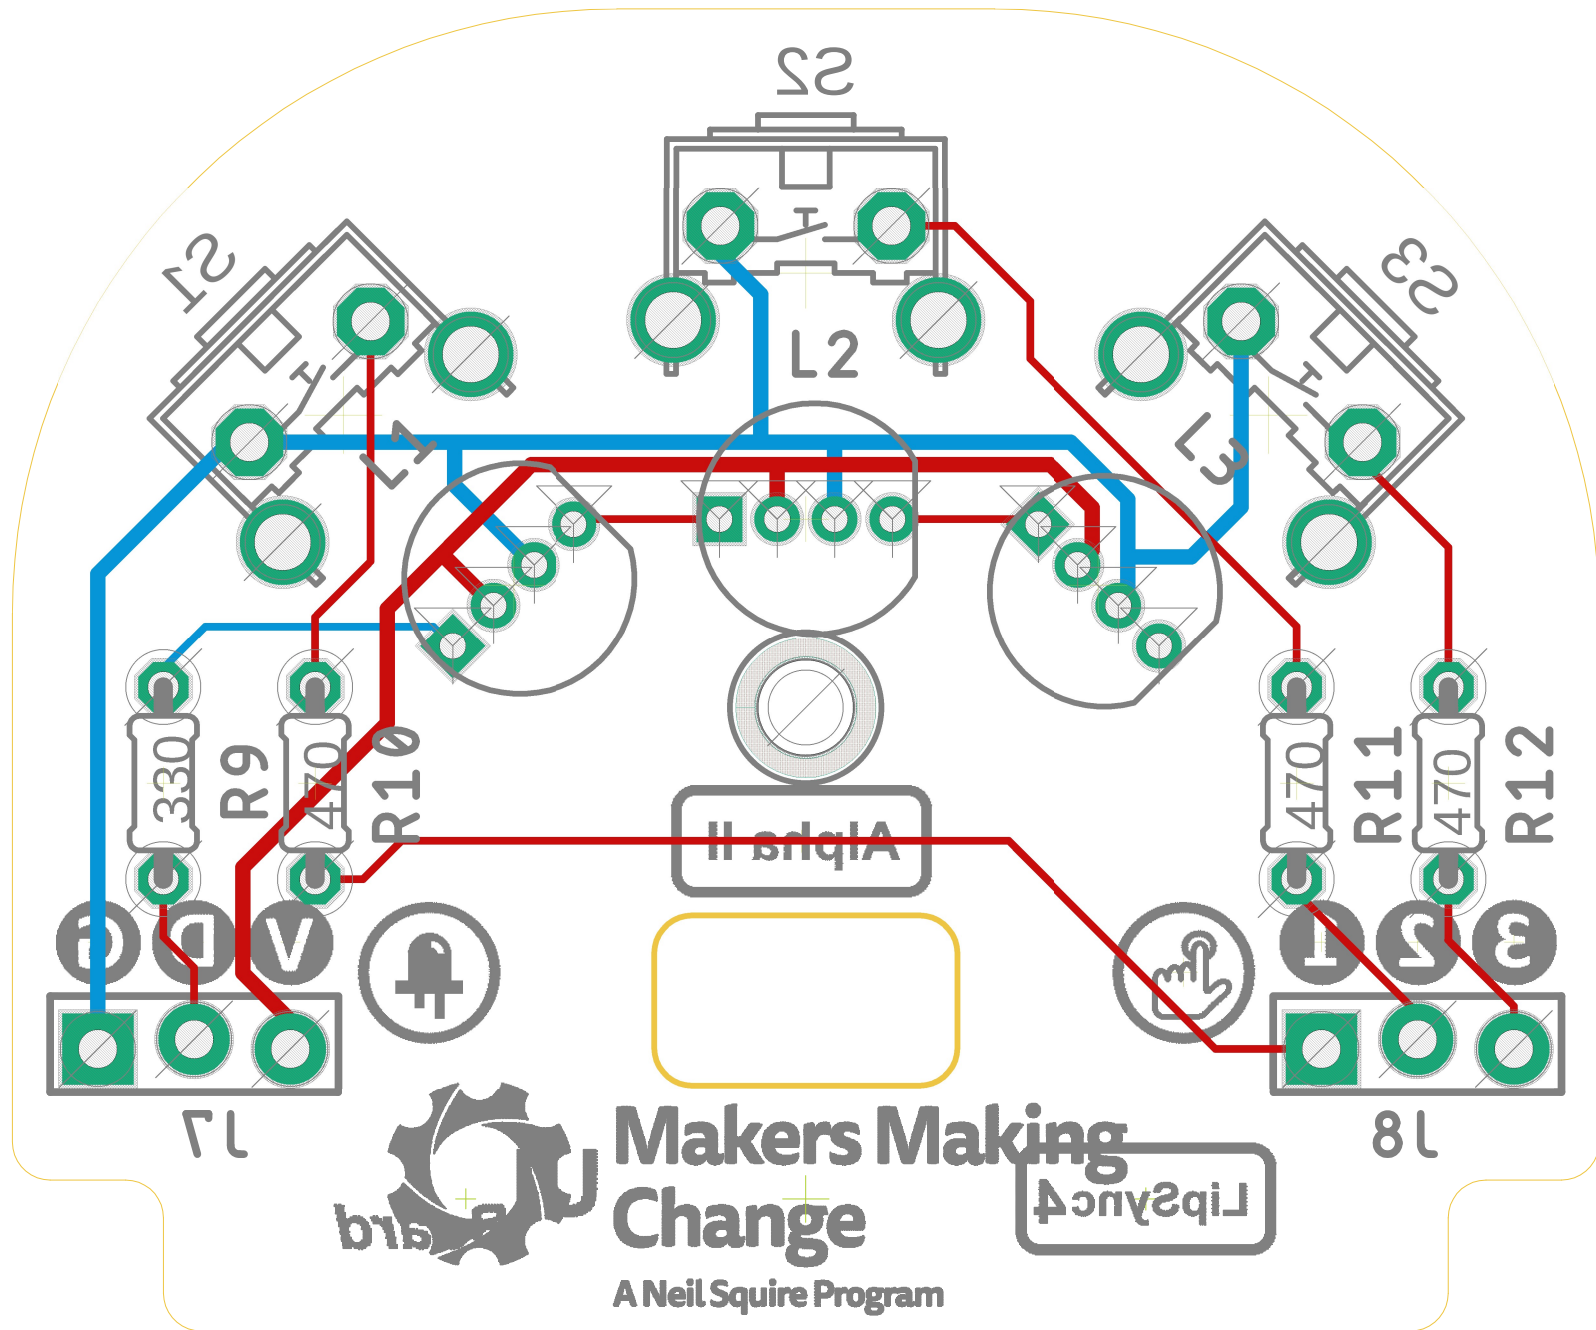 S2
S1
S3
L2
L1
L3
330
R9
470
R10
470
R11
470
R12
Alpha II
G D V
1 2 3
J7
J8
Makers Making
Change
A Neil Squire Program
LipSync4